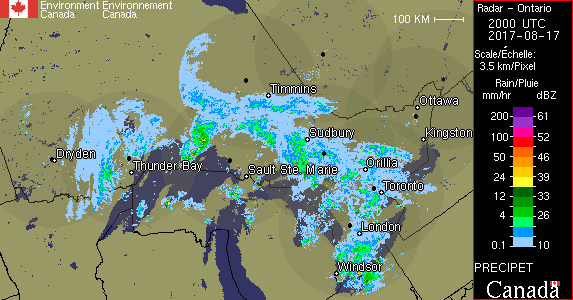 Environment Environnement
Canada Canada
100 KM
Timmins
Ottawa
Sudbury
Kingston
Dryden
Thunder Bay
Sault Ste. Marie
Orillia
Toronto
London
Windsor
Radar - Ontario
2000 UTC
2017-08-17
Scale/Échelle:
3.5 km/Pixel
Rain/Pluie
mm/hr dBZ
200 61
100 52
50 46
24 39
12 33
4 26
0.1 10
PRECIPET
Canada